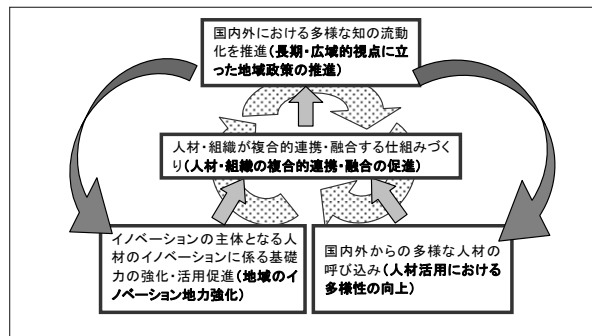 国内外における多様な知の流動
化を推進(長期・広域的視点に立
った地域政策の推進)
人材・組織が複合的連携・融合する仕組みづく
り(人材・組織の複合的連携・融合の促進)
イノベーションの主体となる人
材のイノベーションに係る基礎
力の強化・活用促進(地域のイ
ノベーション地力強化)
国内外からの多様な人材の
呼び込み(人材活用における
多様性の向上)